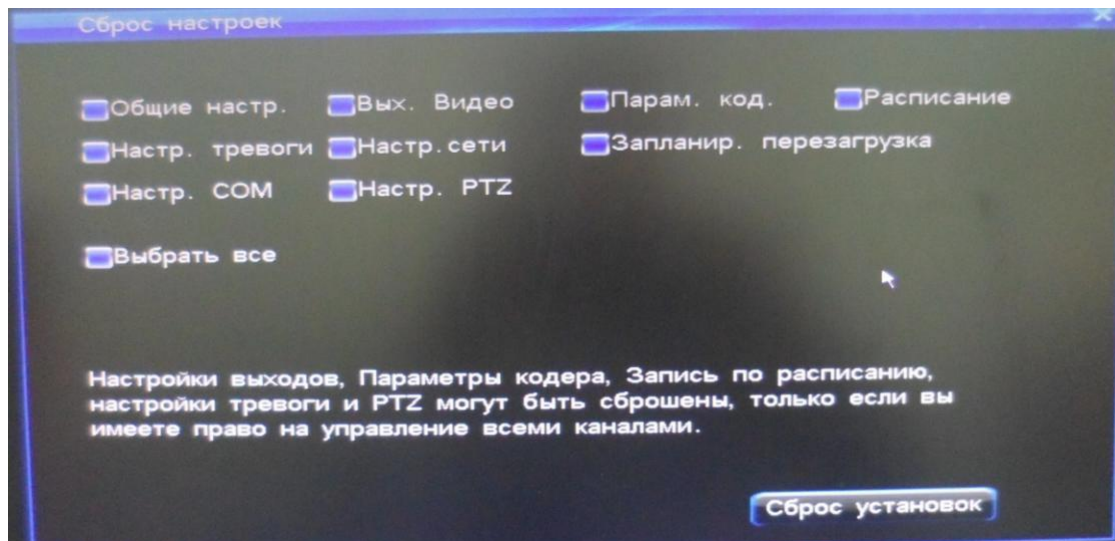 Сброс настроек
Общие настр. Вых. Видео Парам. код. Расписание
Настр. тревоги Настр.сети Запланир. перезагрузка
Настр. COM Настр. PTZ
Выбрать все
Настройки выходов, Параметры кодера, Запись по расписанию,
настройки тревоги и PTZ могут быть сброшены, только если вы
имеете право на управление всеми каналами.
Сброс установок